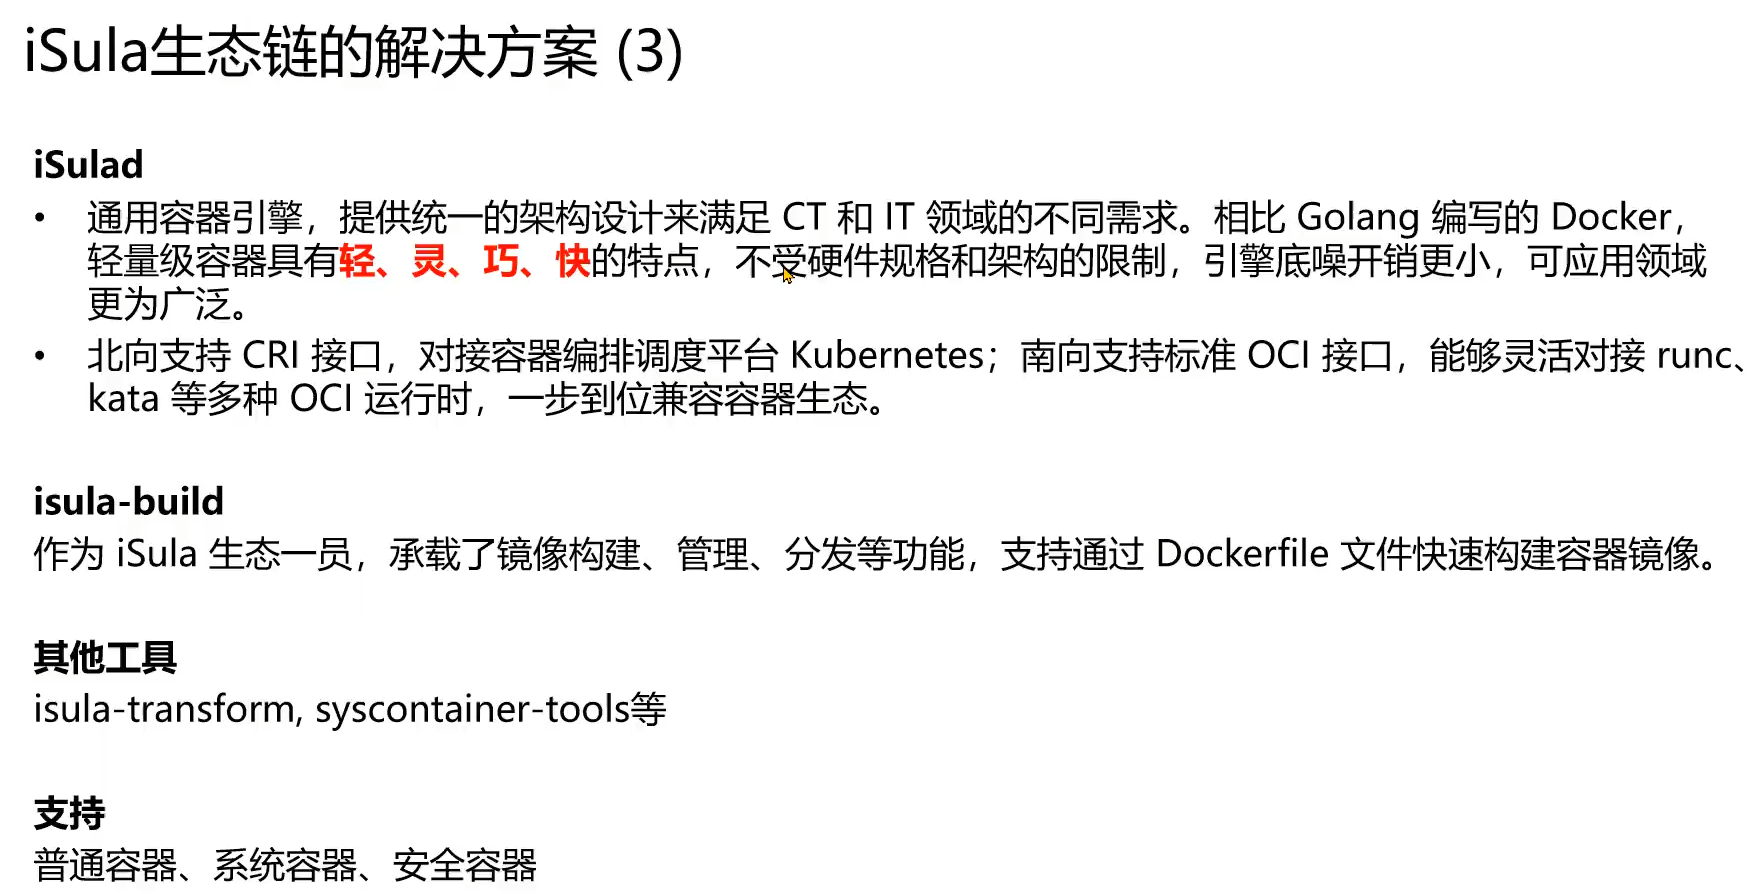 iSula生态链的解决方案 (3)
iSulad
• 通用容器引擎，提供统一的架构设计来满足 CT 和 IT 领域的不同需求。相比 Golang 编写的 Docker，
轻量级容器具有轻、灵、巧、快的特点，不受硬件规格和架构的限制，引擎底噪开销更小，可应用领域
更为广泛。
• 北向支持 CRI 接口，对接容器编排调度平台 Kubernetes；南向支持标准 OCI 接口，能够灵活对接 runc、
kata 等多种 OCI 运行时，一步到位兼容容器生态。
isula-build
作为 iSula 生态一员，承载了镜像构建、管理、分发等功能，支持通过 Dockerfile 文件快速构建容器镜像。
其他工具
isula-transform, syscontainer-tools等
支持
普通容器、系统容器、安全容器